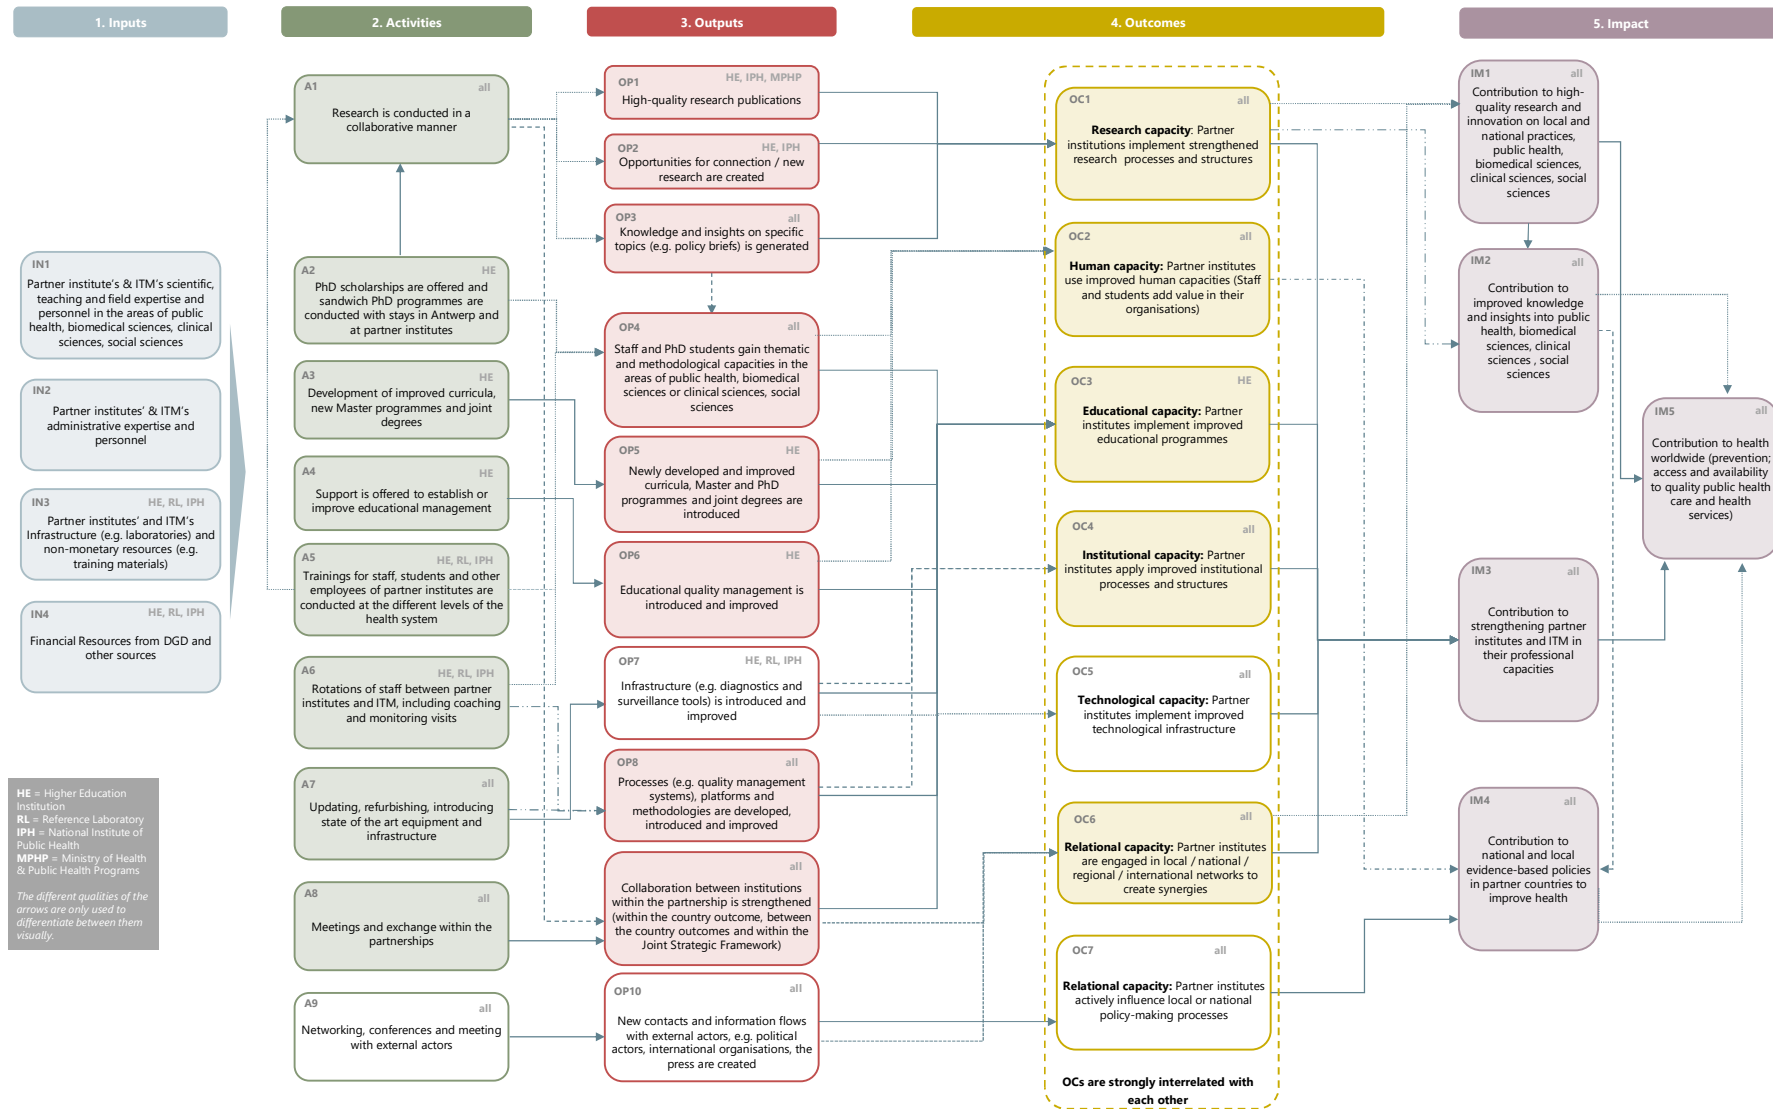 1. Inputs
2. Activities
3. Outputs
4. Outcomes
5. Impact
IN1
Partner institute's & ITM's scientific,
teaching and field expertise and
personnel in the areas of public
health, biomedical sciences, clinical
sciences, social sciences
IN2
Partner institutes' & ITM's
administrative expertise and
personnel
IN3
HE, RL, IPH
Partner institutes' and ITM's
Infrastructure (e.g. laboratories) and
non-monetary resources (e.g.
training materials)
IN4
HE, RL, IPH
Financial Resources from DGD and
other sources
HE = Higher Education
Institution
RL = Reference Laboratory
IPH = National Institute of
Public Health
MPHP = Ministry of Health
& Public Health Programs
The different qualities of the
arrows are only used to
differentiate between them
visually.
A1
all
Research is conducted in a
collaborative manner
A2
HE
PhD scholarships are offered and
sandwich PhD programmes are
conducted with stays in Antwerp and
at partner institutes
A3
HE
Development of improved curricula,
new Master programmes and joint
degrees
A4
HE
Support is offered to establish or
improve educational management
A5
HE, RL, IPH
Trainings for staff, students and other
employees of partner institutes are
conducted at the different levels of the
health system
A6
HE, RL, IPH
Rotations of staff between partner
institutes and ITM, including coaching
and monitoring visits
A7
all
Updating, refurbishing, introducing
state of the art equipment and
infrastructure
A8
all
Meetings and exchange within the
partnerships
A9
all
Networking, conferences and meeting
with external actors
OP1
HE, IPH, MPHP
High-quality research publications
OP2
HE, IPH
Opportunities for connection / new
research are created
OP3
all
Knowledge and insights on specific
topics (e.g. policy briefs) is generated
OP4
all
Staff and PhD students gain thematic
and methodological capacities in the
areas of public health, biomedical
sciences or clinical sciences, social
sciences
OP5
HE
Newly developed and improved
curricula, Master and PhD
programmes and joint degrees are
introduced
OP6
HE
Educational quality management is
introduced and improved
OP7
HE, RL, IPH
Infrastructure (e.g. diagnostics and
surveillance tools) is introduced and
improved
OP8
all
Processes (e.g. quality management
systems), platforms and
methodologies are developed,
introduced and improved
all
Collaboration between institutions
within the partnership is strengthened
(within the country outcome, between
the country outcomes and within the
Joint Strategic Framework)
OP10
all
New contacts and information flows
with external actors, e.g. political
actors, international organisations, the
press are created
OC1
all
Research capacity: Partner
institutions implement strengthened
research processes and structures
OC2
all
Human capacity: Partner institutes
use improved human capacities (Staff
and students add value in their
organisations)
OC3
HE
Educational capacity: Partner
institutes implement improved
educational programmes
OC4
all
Institutional capacity: Partner
institutes apply improved institutional
processes and structures
OC5
all
Technological capacity: Partner
institutes implement improved
technological infrastructure
OC6
all
Relational capacity: Partner institutes
are engaged in local / national /
regional / international networks to
create synergies
OC7
all
Relational capacity: Partner institutes
actively influence local or national
policy-making processes
OCs are strongly interrelated with
each other
IM1
all
Contribution to high-
quality research and
innovation on local and
national practices,
public health,
biomedical sciences,
clinical sciences, social
sciences
IM2
all
Contribution to
improved knowledge
and insights into public
health, biomedical
sciences, clinical
sciences , social
sciences
IM5
all
Contribution to health
worldwide (prevention;
access and availability
to quality public health
care and health
services)
IM3
all
Contribution to
strengthening partner
institutes and ITM in
their professional
capacities
IM4
all
Contribution to
national and local
evidence-based policies
in partner countries to
improve health